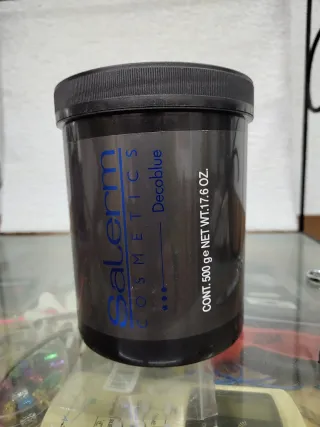 Salerm
COSMETICS
Decoblue
CONT. 500 g e NET WT.17.6 OZ.